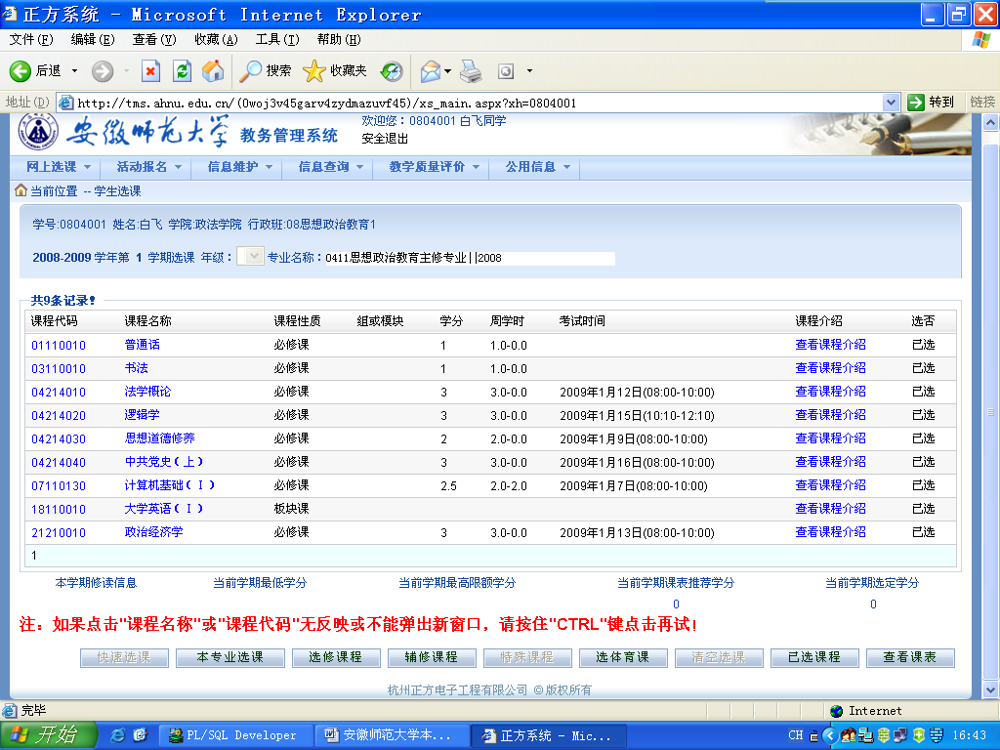 正方系统 - Microsoft Internet Explorer
文件(F) 编辑(E) 查看(V) 收藏(A) 工具(T) 帮助(H)
后退 搜索 收藏夹
地址(D) http://tms.ahnu.edu.cn/(0woj3v45garv4zydmazuvf45)/xs_main.aspx?xh=0804001 转到 链接
安徽师范大学 教务管理系统
欢迎您：0804001 白飞同学
安全退出
网上选课 活动报名 信息维护 信息查询 教学质量评价 公用信息
当前位置 -- 学生选课
学号:0804001 姓名:白飞 学院:政法学院 行政班:08思想政治教育1
2008-2009 学年第 1 学期选课 年级： 专业名称：0411思想政治教育主修专业||2008
共9条记录！
课程代码 课程名称 课程性质 组或模块 学分 周学时 考试时间 课程介绍 选否
01110010 普通话 必修课 1 1.0-0.0 查看课程介绍 已选
03110010 书法 必修课 1 1.0-0.0 查看课程介绍 已选
04214010 法学概论 必修课 3 3.0-0.0 2009年1月12日(08:00-10:00) 查看课程介绍 已选
04214020 逻辑学 必修课 3 3.0-0.0 2009年1月15日(10:10-12:10) 查看课程介绍 已选
04214030 思想道德修养 必修课 2 2.0-0.0 2009年1月9日(08:00-10:00) 查看课程介绍 已选
04214040 中共党史（上） 必修课 3 3.0-0.0 2009年1月16日(08:00-10:00) 查看课程介绍 已选
07110130 计算机基础（Ⅰ） 必修课 2.5 2.0-2.0 2009年1月7日(08:00-10:00) 查看课程介绍 已选
18110010 大学英语（Ⅰ） 板块课 查看课程介绍 已选
21210010 政治经济学 必修课 3 3.0-0.0 2009年1月13日(08:00-10:00) 查看课程介绍 已选
1
本学期修读信息 当前学期最低学分 当前学期最高限额学分 当前学期课表推荐学分 当前学期选定学分
0 0
注：如果点击"课程名称"或"课程代码"无反映或不能弹出新窗口，请按住"CTRL"键点击再试！
快速选课 本专业选课 选修课程 辅修课程 特殊课程 选体育课 清空选课 已选课程 查看课表
杭州正方电子工程有限公司 ©版权所有
完毕 Internet
开始 PL/SQL Developer 安徽师范大学本... 正方系统 - Mic... CH 16:43